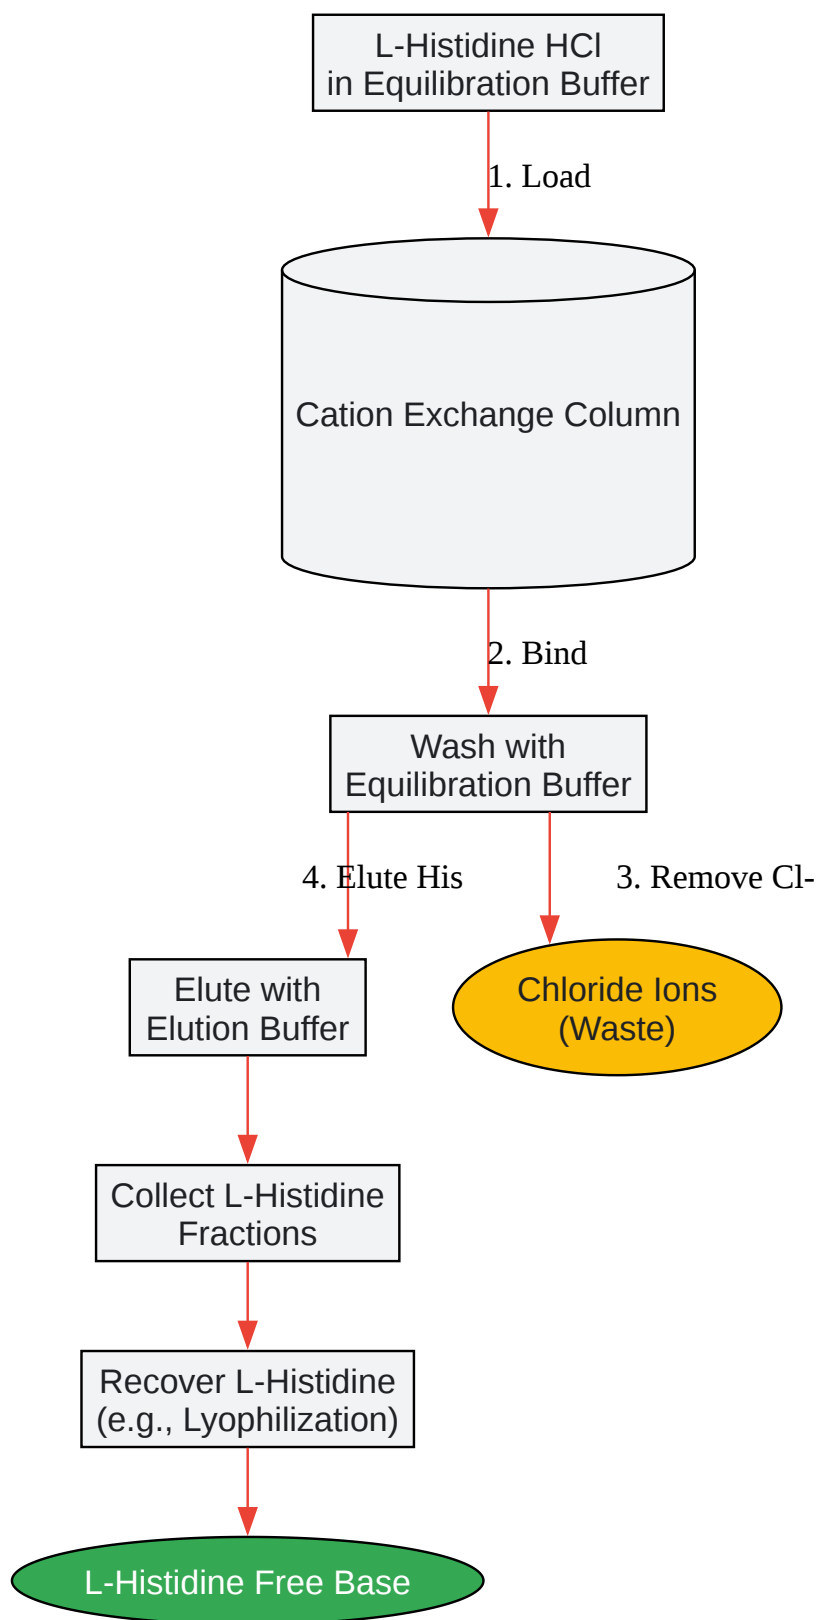 L-Histidine HCl
in Equilibration Buffer
1. Load
Cation Exchange Column
2. Bind
Wash with
Equilibration Buffer
4. Elute His
3. Remove Cl-
Elute with
Elution Buffer
Chloride Ions
(Waste)
Collect L-Histidine
Fractions
Recover L-Histidine
(e.g., Lyophilization)
L-Histidine Free Base